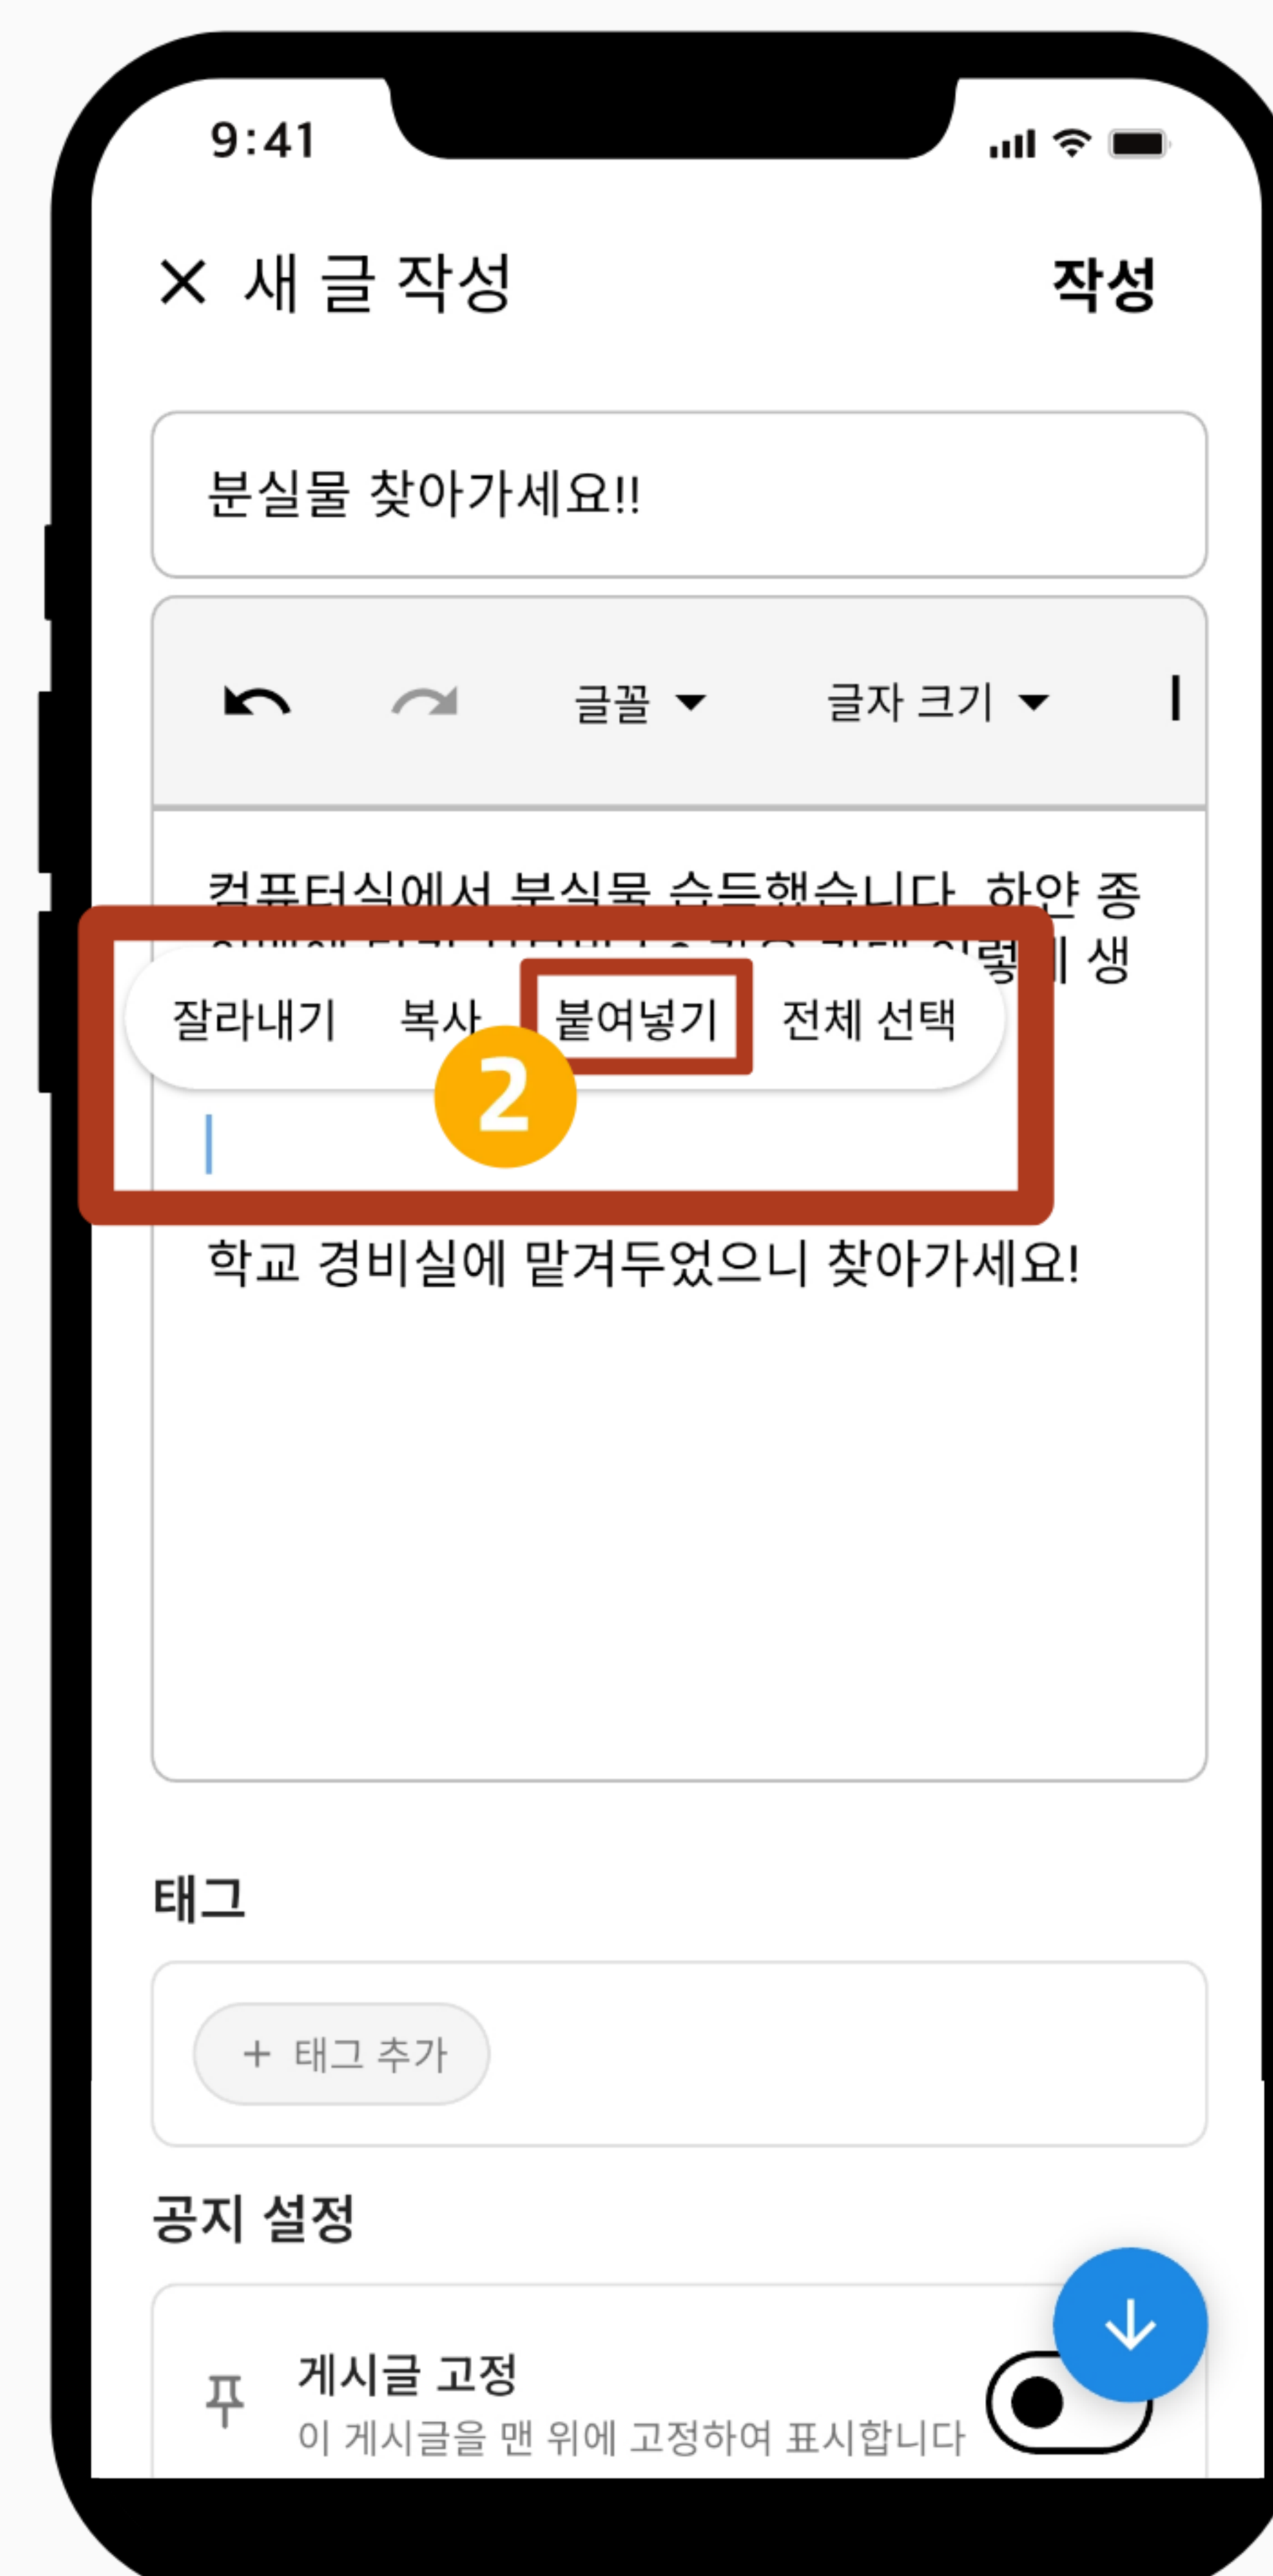 9:41
새 글 작성
작성
분실물 찾아가세요!!
글꼴
글자 크기
컴퓨터실에서 분실물 습득했습니다. 하얀 종
이렇게 생
잘라내기 복사 붙여넣기 전체 선택
2
학교 경비실에 맡겨두었으니 찾아가세요!
태그
+ 태그 추가
공지 설정
게시글 고정
이 게시글을 맨 위에 고정하여 표시합니다